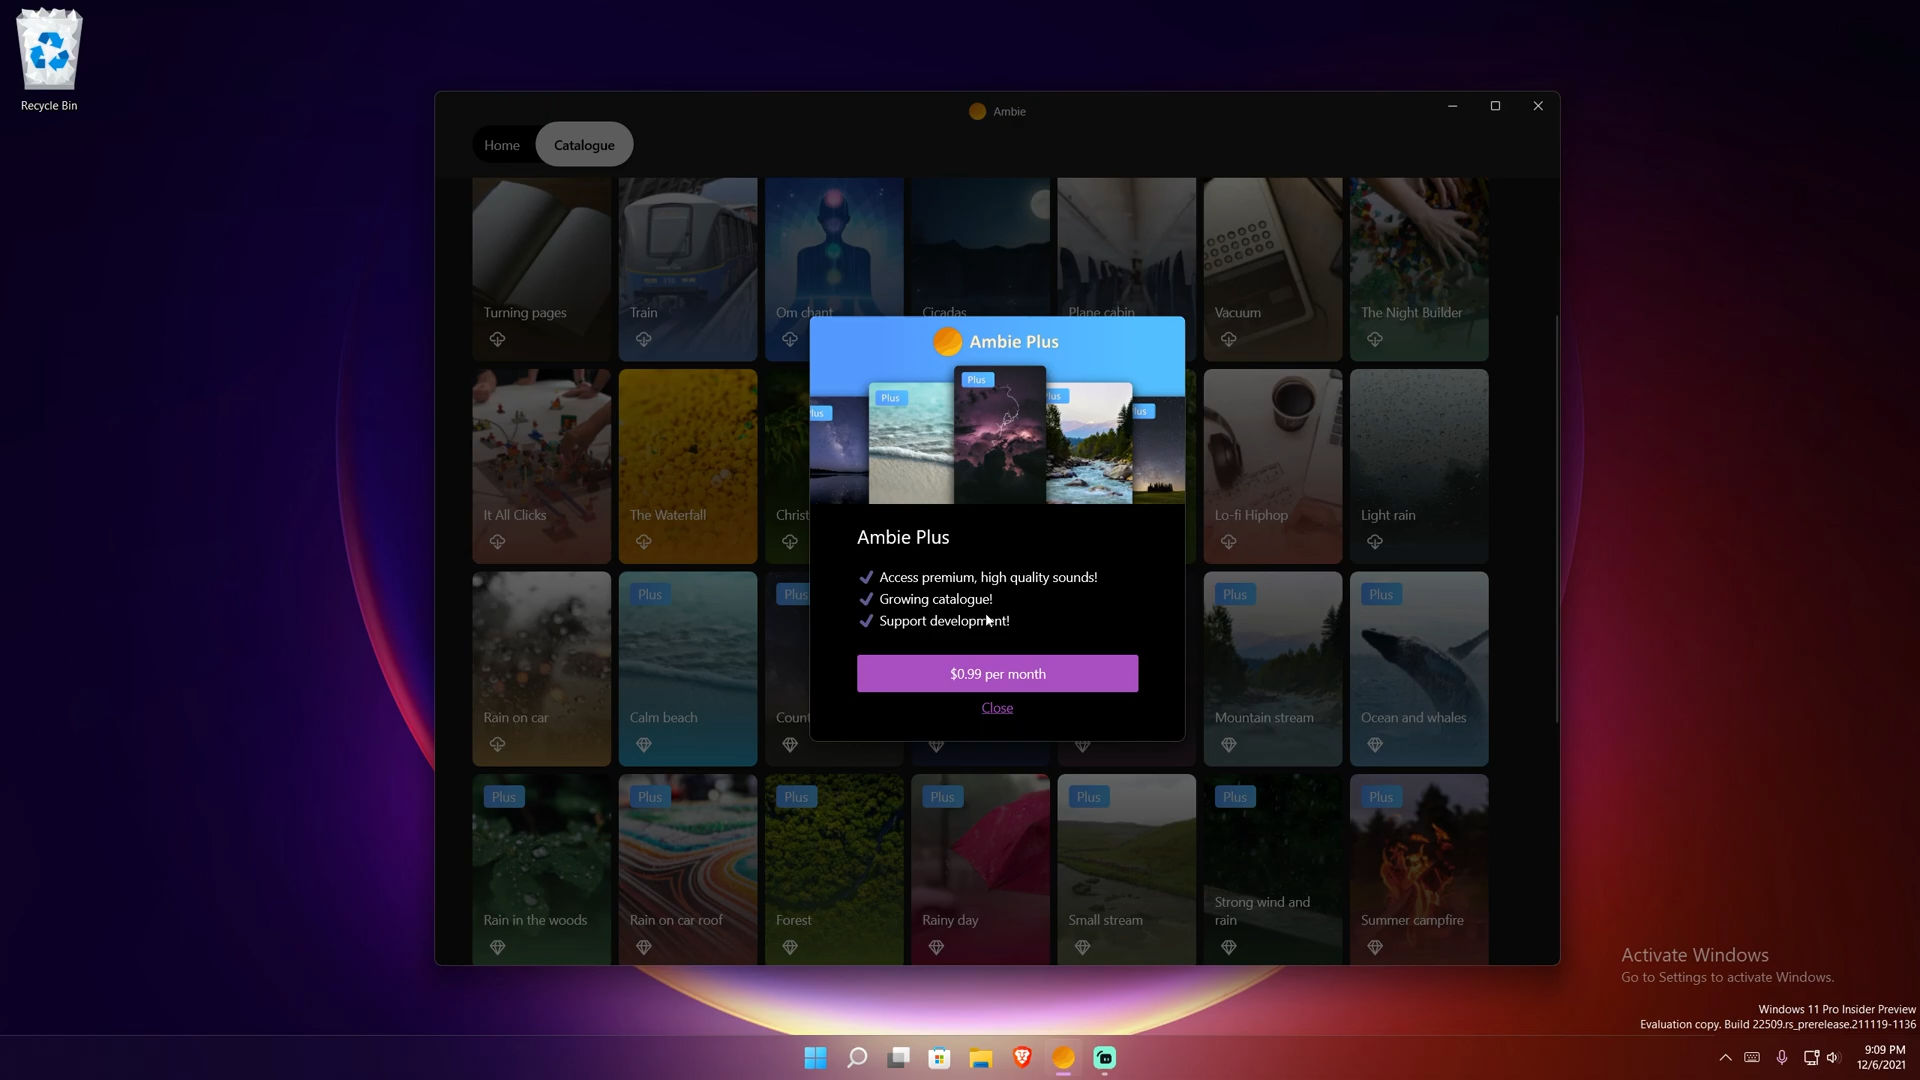 Recycle Bin
Ambie
Home
Catalogue
Turning pages
Train
Om chant
Cicadas
Plane cabin
Vacuum
The Night Builder
Ambie Plus
Plus
Plus
lus
lus
lus
It All Clicks
The Waterfall
Christ
Lo-fi Hiphop
Light rain
Ambie Plus
Access premium, high quality sounds!
Growing catalogue!
Support development!
$0.99 per month
Close
Plus
Plus
Plus
Plus
Rain on car
Calm beach
Count
Mountain stream
Ocean and whales
Plus
Plus
Plus
Plus
Plus
Plus
Plus
Rain in the woods
Rain on car roof
Forest
Rainy day
Small stream
Strong wind and
rain
Summer campfire
Activate Windows
Go to Settings to activate Windows.
Windows 11 Pro Insider Preview
Evaluation copy. Build 22509.rs_prerelease.211119-1136
9:09 PM
12/6/2021